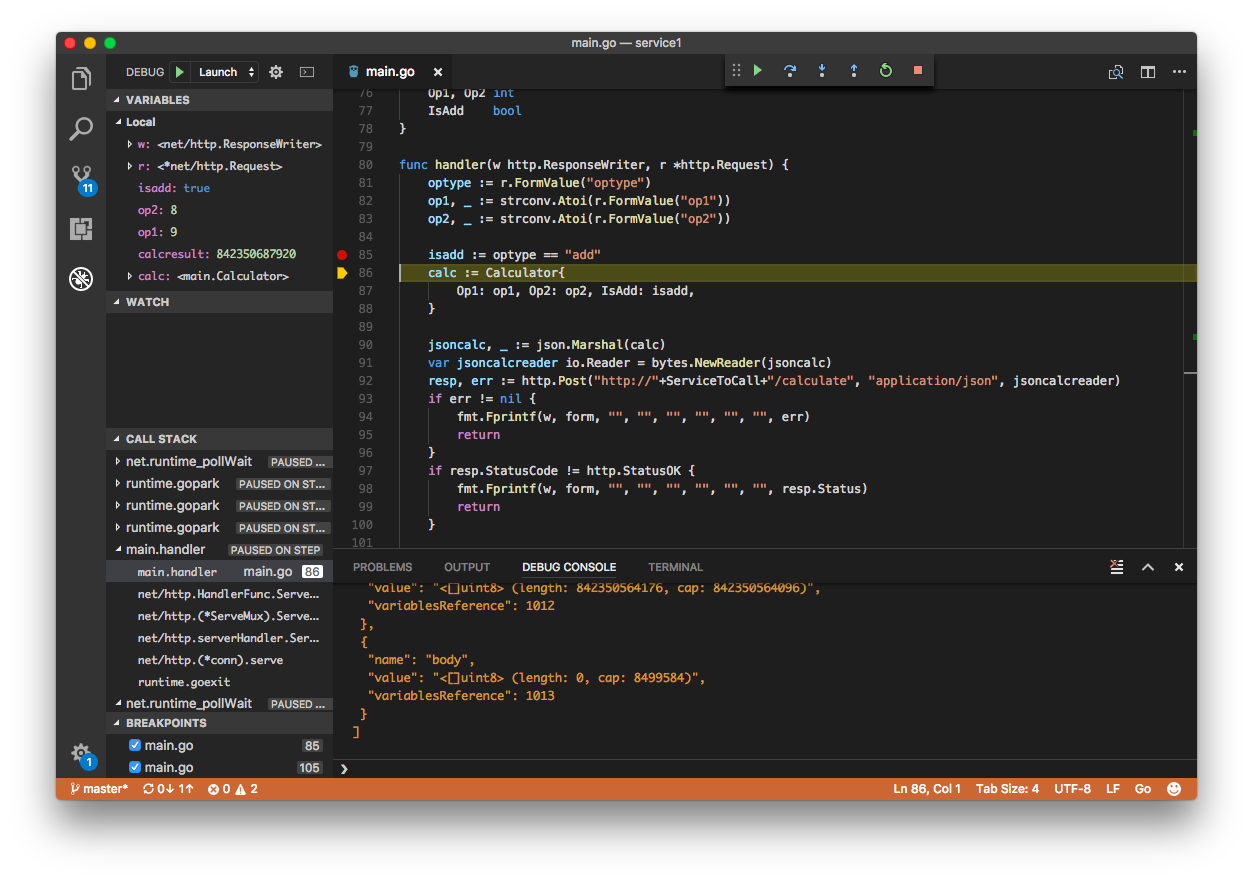 main.go — service1
DEBUG Launch
main.go
VARIABLES
Local
w: <net/http.ResponseWriter>
r: <*net/http.Request>
isadd: true
op2: 8
op1: 9
calcresult: 842350687920
calc: <main.Calculator>
WATCH
CALL STACK
net.runtime_pollWait PAUSED ...
runtime.gopark PAUSED ON ST...
runtime.gopark PAUSED ON ST...
runtime.gopark PAUSED ON ST...
main.handler PAUSED ON STEP
main.handler main.go 86
net/http.HandlerFunc.Serve...
net/http.(*ServeMux).Serve...
net/http.serverHandler.Ser...
net/http.(*conn).serve
runtime.goexit
net.runtime_pollWait PAUSED ...
BREAKPOINTS
main.go 85
main.go 105
11
1
76 Op1, Op2 int
77 IsAdd bool
78 }
79
80 func handler(w http.ResponseWriter, r *http.Request) {
81 optype := r.FormValue("optype")
82 op1, _ := strconv.Atoi(r.FormValue("op1"))
83 op2, _ := strconv.Atoi(r.FormValue("op2"))
84
85 isadd := optype == "add"
86 calc := Calculator{
87 Op1: op1, Op2: op2, IsAdd: isadd,
88 }
89
90 jsoncalc, _ := json.Marshal(calc)
91 var jsoncalcreader io.Reader = bytes.NewReader(jsoncalc)
92 resp, err := http.Post("http://"+ServiceToCall+"/calculate", "application/json", jsoncalcreader)
93 if err != nil {
94 fmt.Fprintf(w, form, "", "", "", "", "", "", err)
95 return
96 }
97 if resp.StatusCode != http.StatusOK {
98 fmt.Fprintf(w, form, "", "", "", "", "", "", resp.Status)
99 return
100 }
101
PROBLEMS OUTPUT DEBUG CONSOLE TERMINAL
"value": "<[]uint8> (length: 842350564176, cap: 842350564096)",
"variablesReference": 1012
},
{
"name": "body",
"value": "<[]uint8> (length: 0, cap: 8499584)",
"variablesReference": 1013
}
]
master* 0↓ 1↑ 0 2 Ln 86, Col 1 Tab Size: 4 UTF-8 LF Go